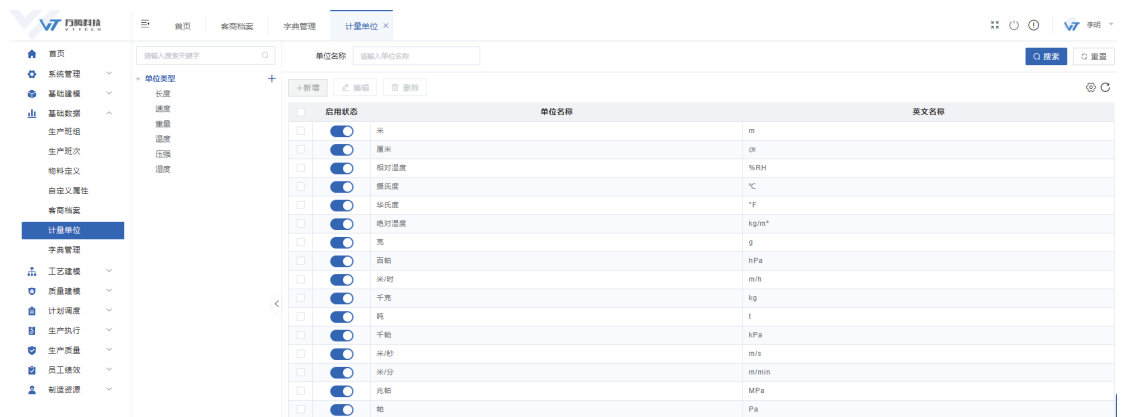 万腾科技
VTTECH
首页 客商档案 字典管理 计量单位 ×
李明
首页
系统管理
基础建模
基础数据
生产班组
生产班次
物料定义
自定义属性
客商档案
计量单位
字典管理
工艺建模
质量建模
计划调度
生产执行
生产质量
员工绩效
制造资源
请输入搜索关键字
单位类型 +
长度
速度
重量
温度
压强
湿度
单位名称 请输入单位名称 搜索 重置
+新增 编辑 删除
启用状态 单位名称 英文名称
米 m
厘米 ㎝
相对湿度 %RH
摄氏度 ℃
华氏度 °F
绝对湿度 kg/m³
克 g
百帕 hPa
米/时 m/h
千克 kg
吨 t
千帕 kPa
米/秒 m/s
米/分 m/min
兆帕 MPa
帕 Pa